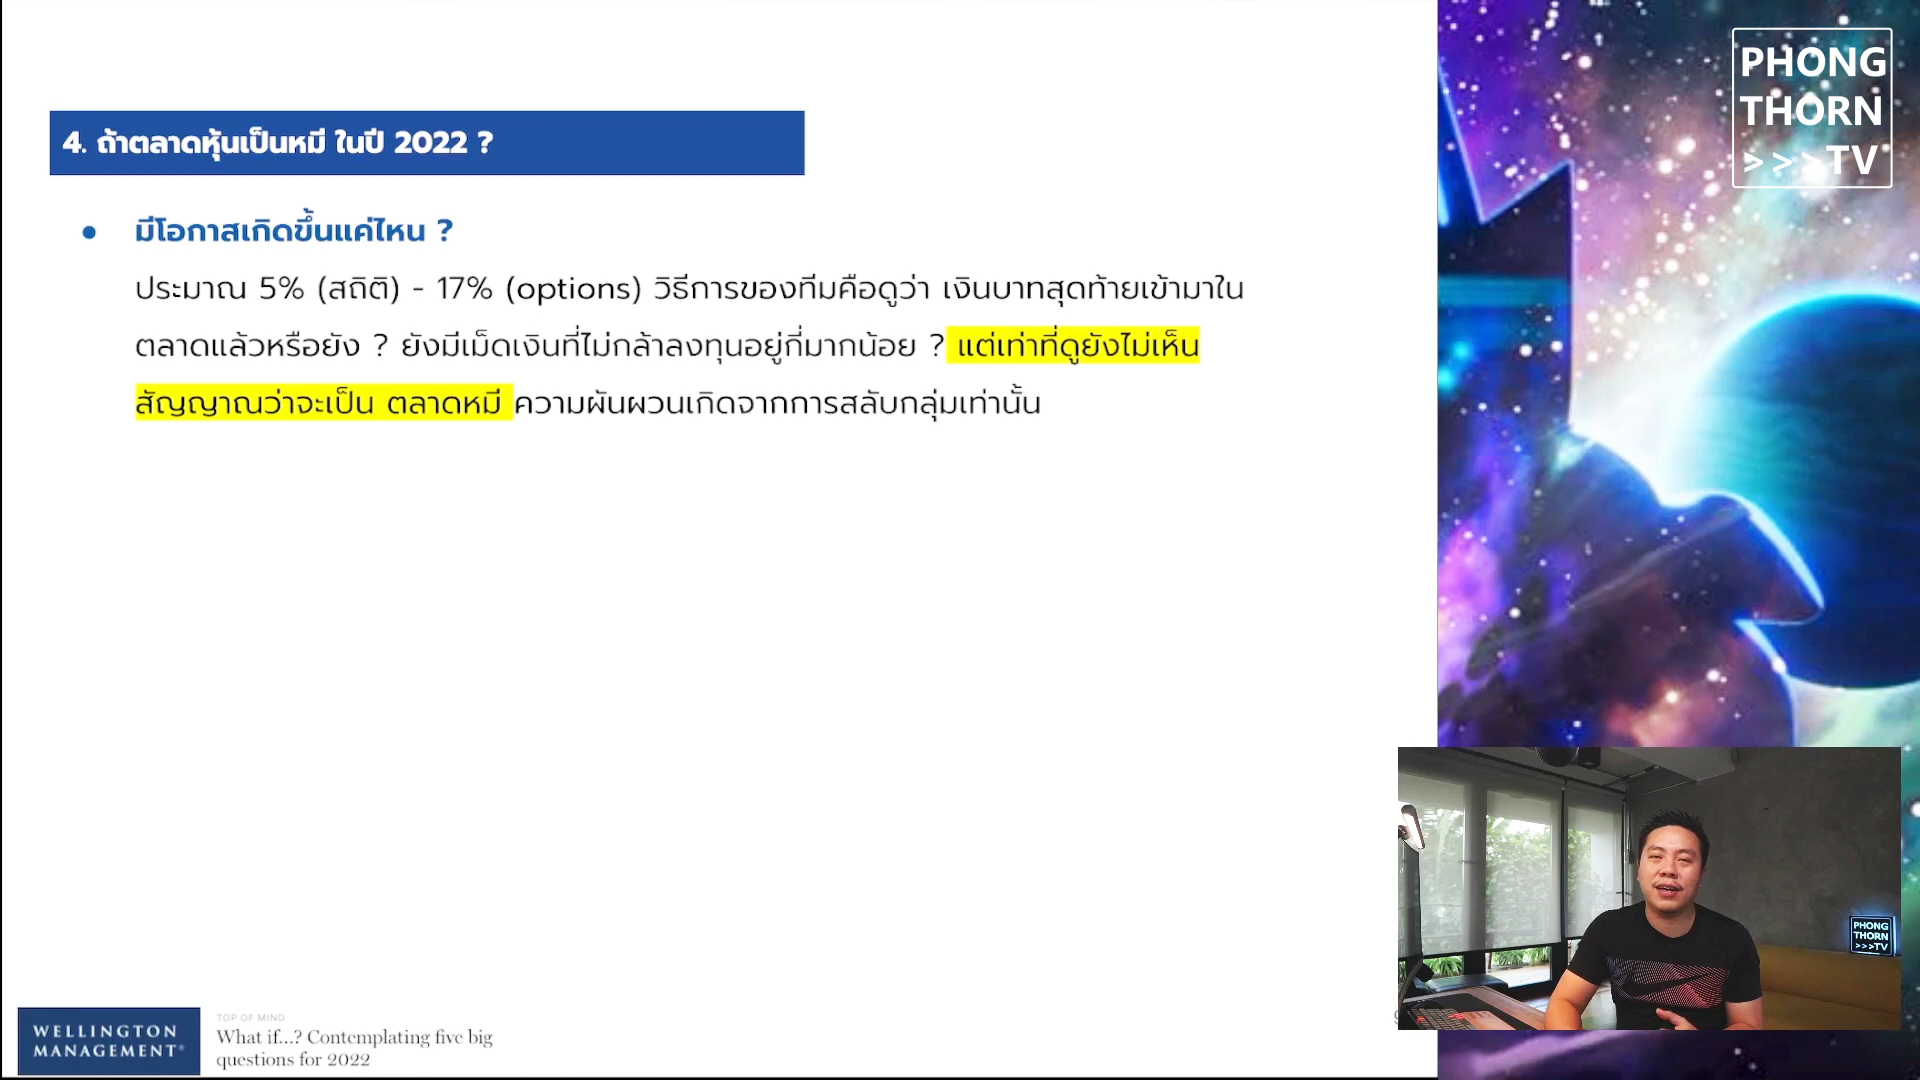 4. ถ้าตลาดหุ้นเป็นหมี ในปี 2022 ?
● มีโอกาสเกิดขึ้นแค่ไหน ?
ประมาณ 5% (สถิติ) - 17% (options) วิธีการของทีมคือดูว่า เงินบาทสุดท้ายเข้ามาใน
ตลาดแล้วหรือยัง ? ยังมีเม็ดเงินที่ไม่กล้าลงทุนอยู่กี่มากน้อย ? แต่เท่าที่ดูยังไม่เห็น
สัญญาณว่าจะเป็น ตลาดหมี ความผันผวนเกิดจากการสลับกลุ่มเท่านั้น
PHONG
THORN
>>>TV
PHONG
THORN
>>>TV
WELLINGTON
MANAGEMENT®
TOP OF MIND
What if...? Contemplating five big
questions for 2022